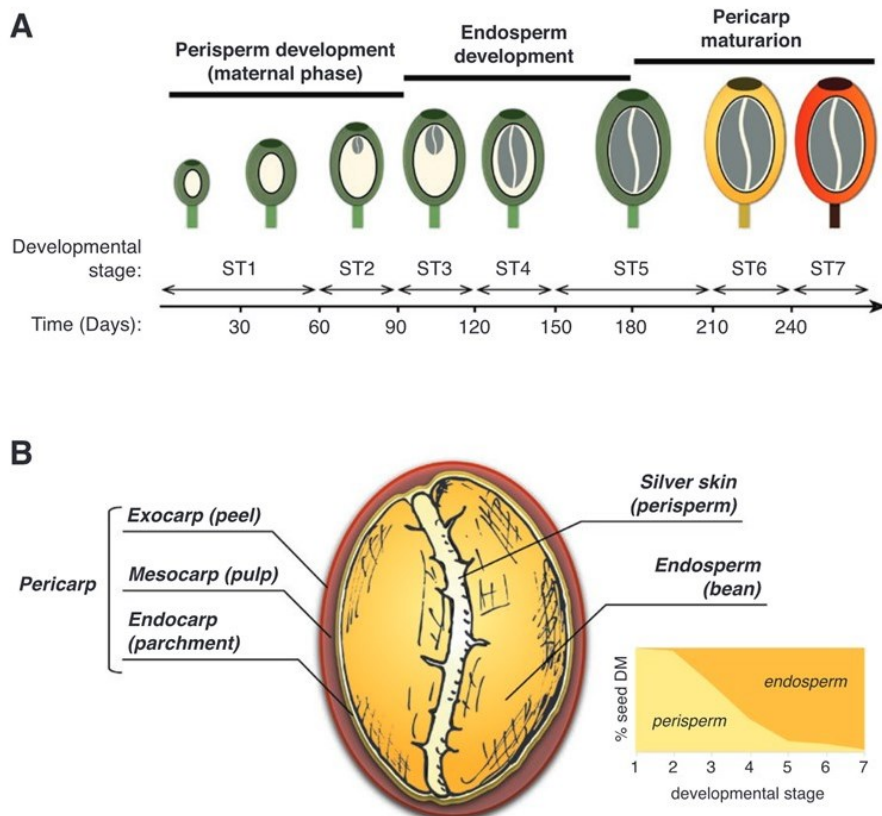 A
Perisperm development
(maternal phase)
Endosperm
development
Pericarp
maturarion
Developmental
stage:
ST1 ST2 ST3 ST4 ST5 ST6 ST7
Time (Days):
30 60 90 120 150 180 210 240
B
Pericarp
Exocarp (peel)
Mesocarp (pulp)
Endocarp
(parchment)
Silver skin
(perisperm)
Endosperm
(bean)
% seed DM
endosperm
perisperm
1 2 3 4 5 6 7
developmental stage